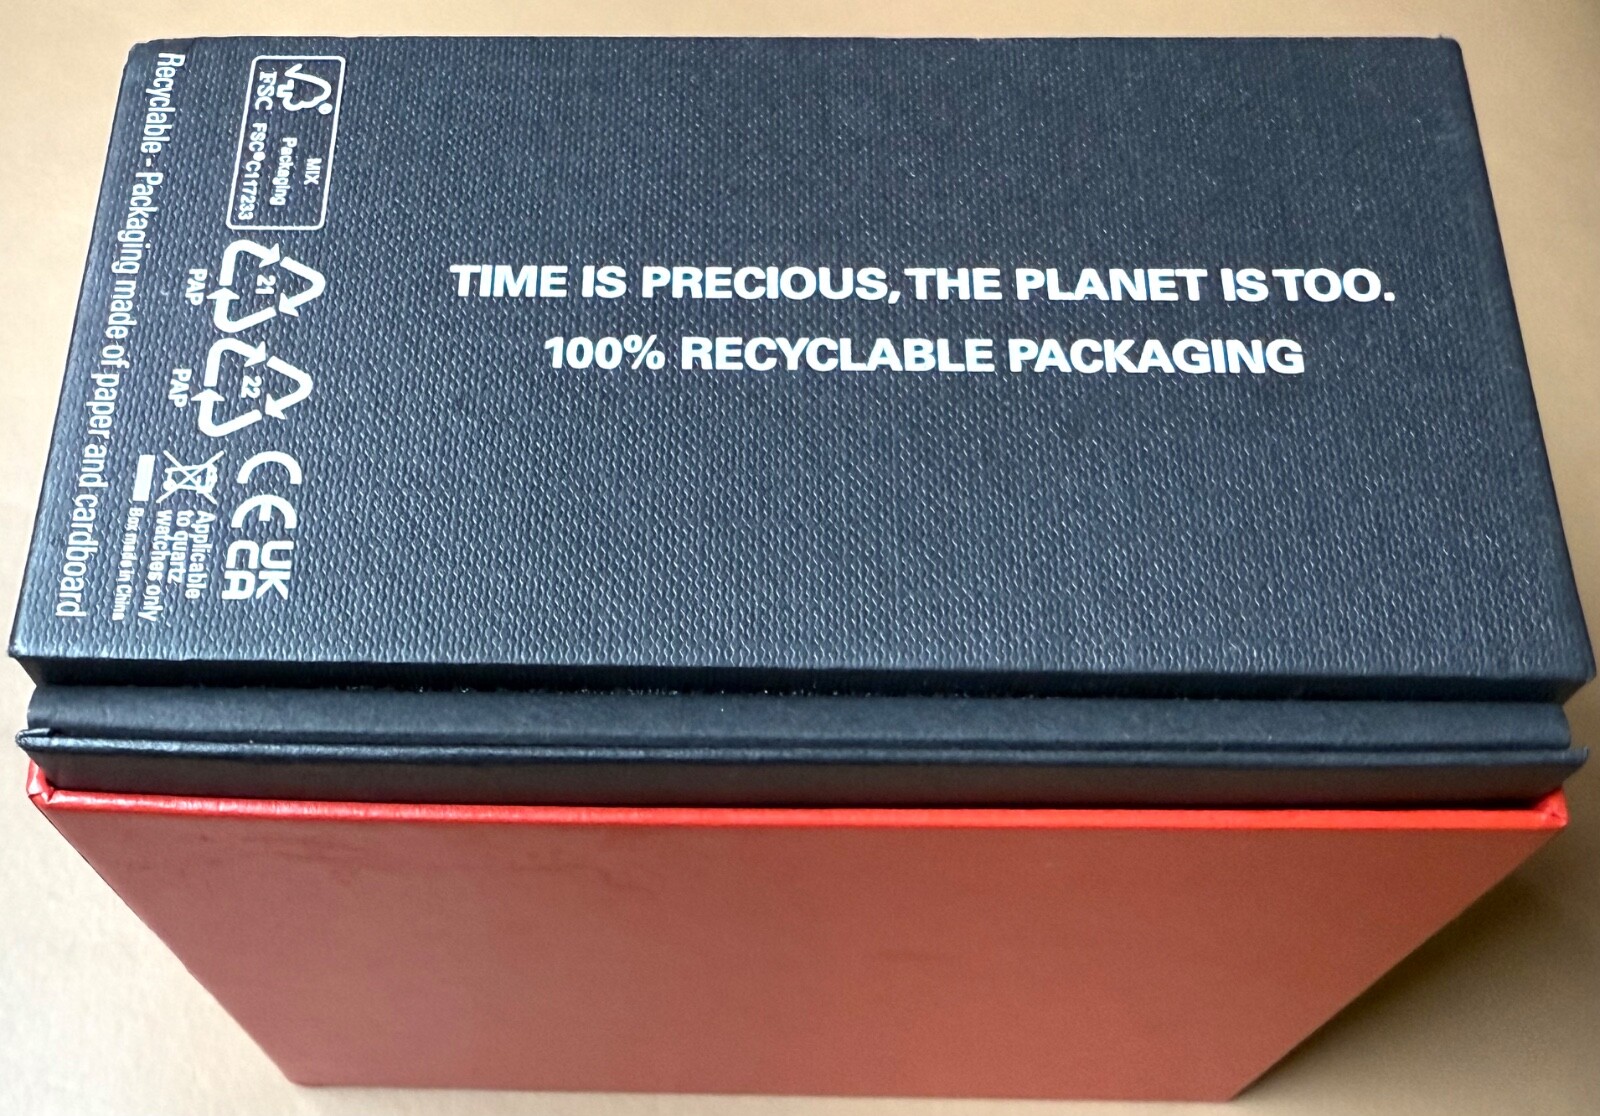 TIME IS PRECIOUS, THE PLANET IS TOO.
100% RECYCLABLE PACKAGING
FSC
MIX
Packaging
FSC® C117233
21
PAP
22
PAP
CE
UK
CA
Applicable
to quartz
watches only
Box made in China
Recyclable - Packaging made of paper and cardboard